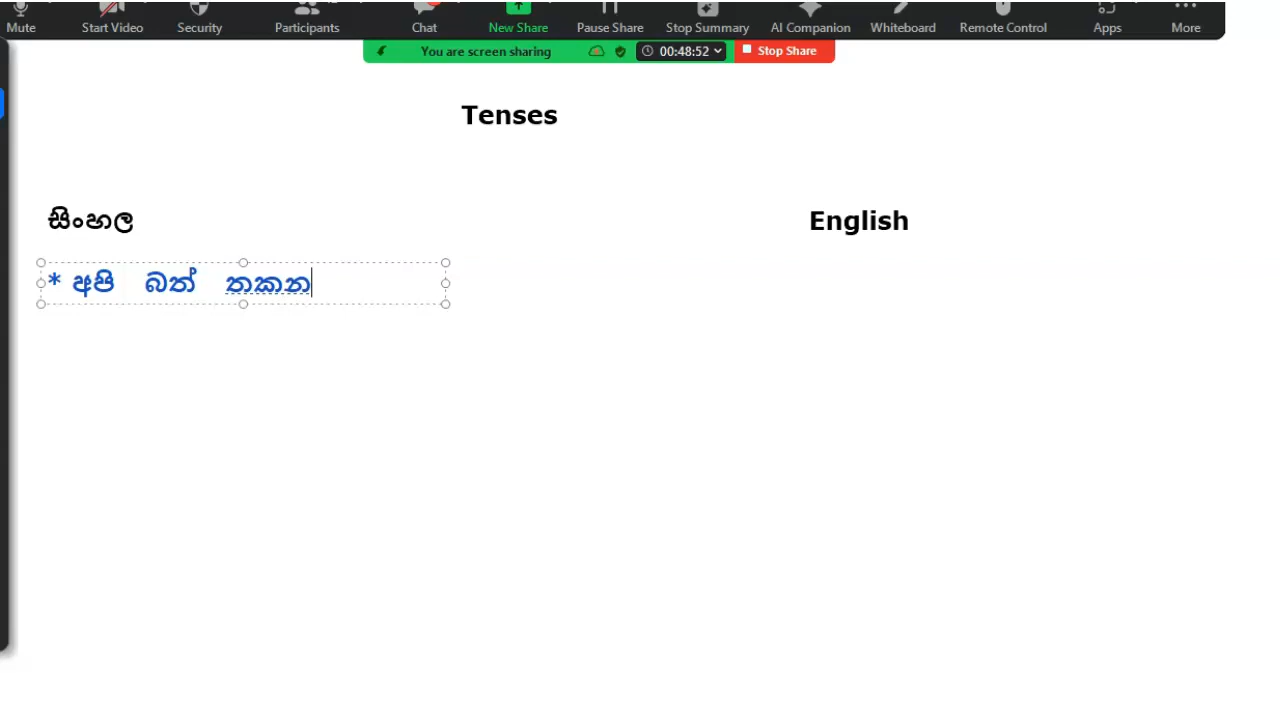 Mute Start Video Security Participants Chat New Share Pause Share Stop Summary AI Companion Whiteboard Remote Control Apps More
You are screen sharing 00:48:52 Stop Share
Tenses
සිංහල English
* අපි බත් තකන